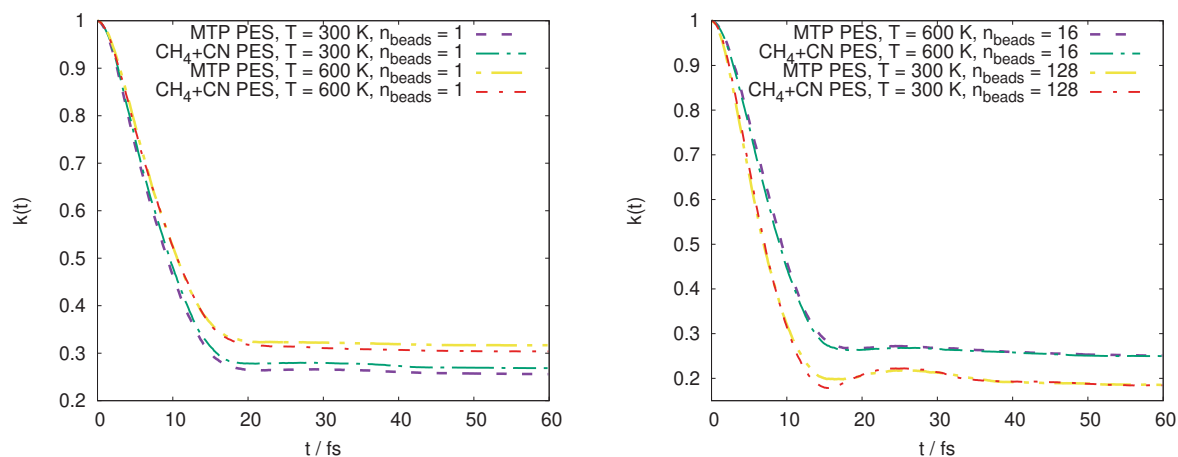 MTP PES, T = 300 K, n_beads = 1
CH₄+CN PES, T = 300 K, n_beads = 1
MTP PES, T = 600 K, n_beads = 1
CH₄+CN PES, T = 600 K, n_beads = 1
1
0.9
0.8
0.7
0.6
0.5
0.4
0.3
0.2
k(t)
0 10 20 30 40 50 60
t / fs
MTP PES, T = 600 K, n_beads = 16
CH₄+CN PES, T = 600 K, n_beads = 16
MTP PES, T = 300 K, n_beads = 128
CH₄+CN PES, T = 300 K, n_beads = 128
1
0.9
0.8
0.7
0.6
0.5
0.4
0.3
0.2
k(t)
0 10 20 30 40 50 60
t / fs